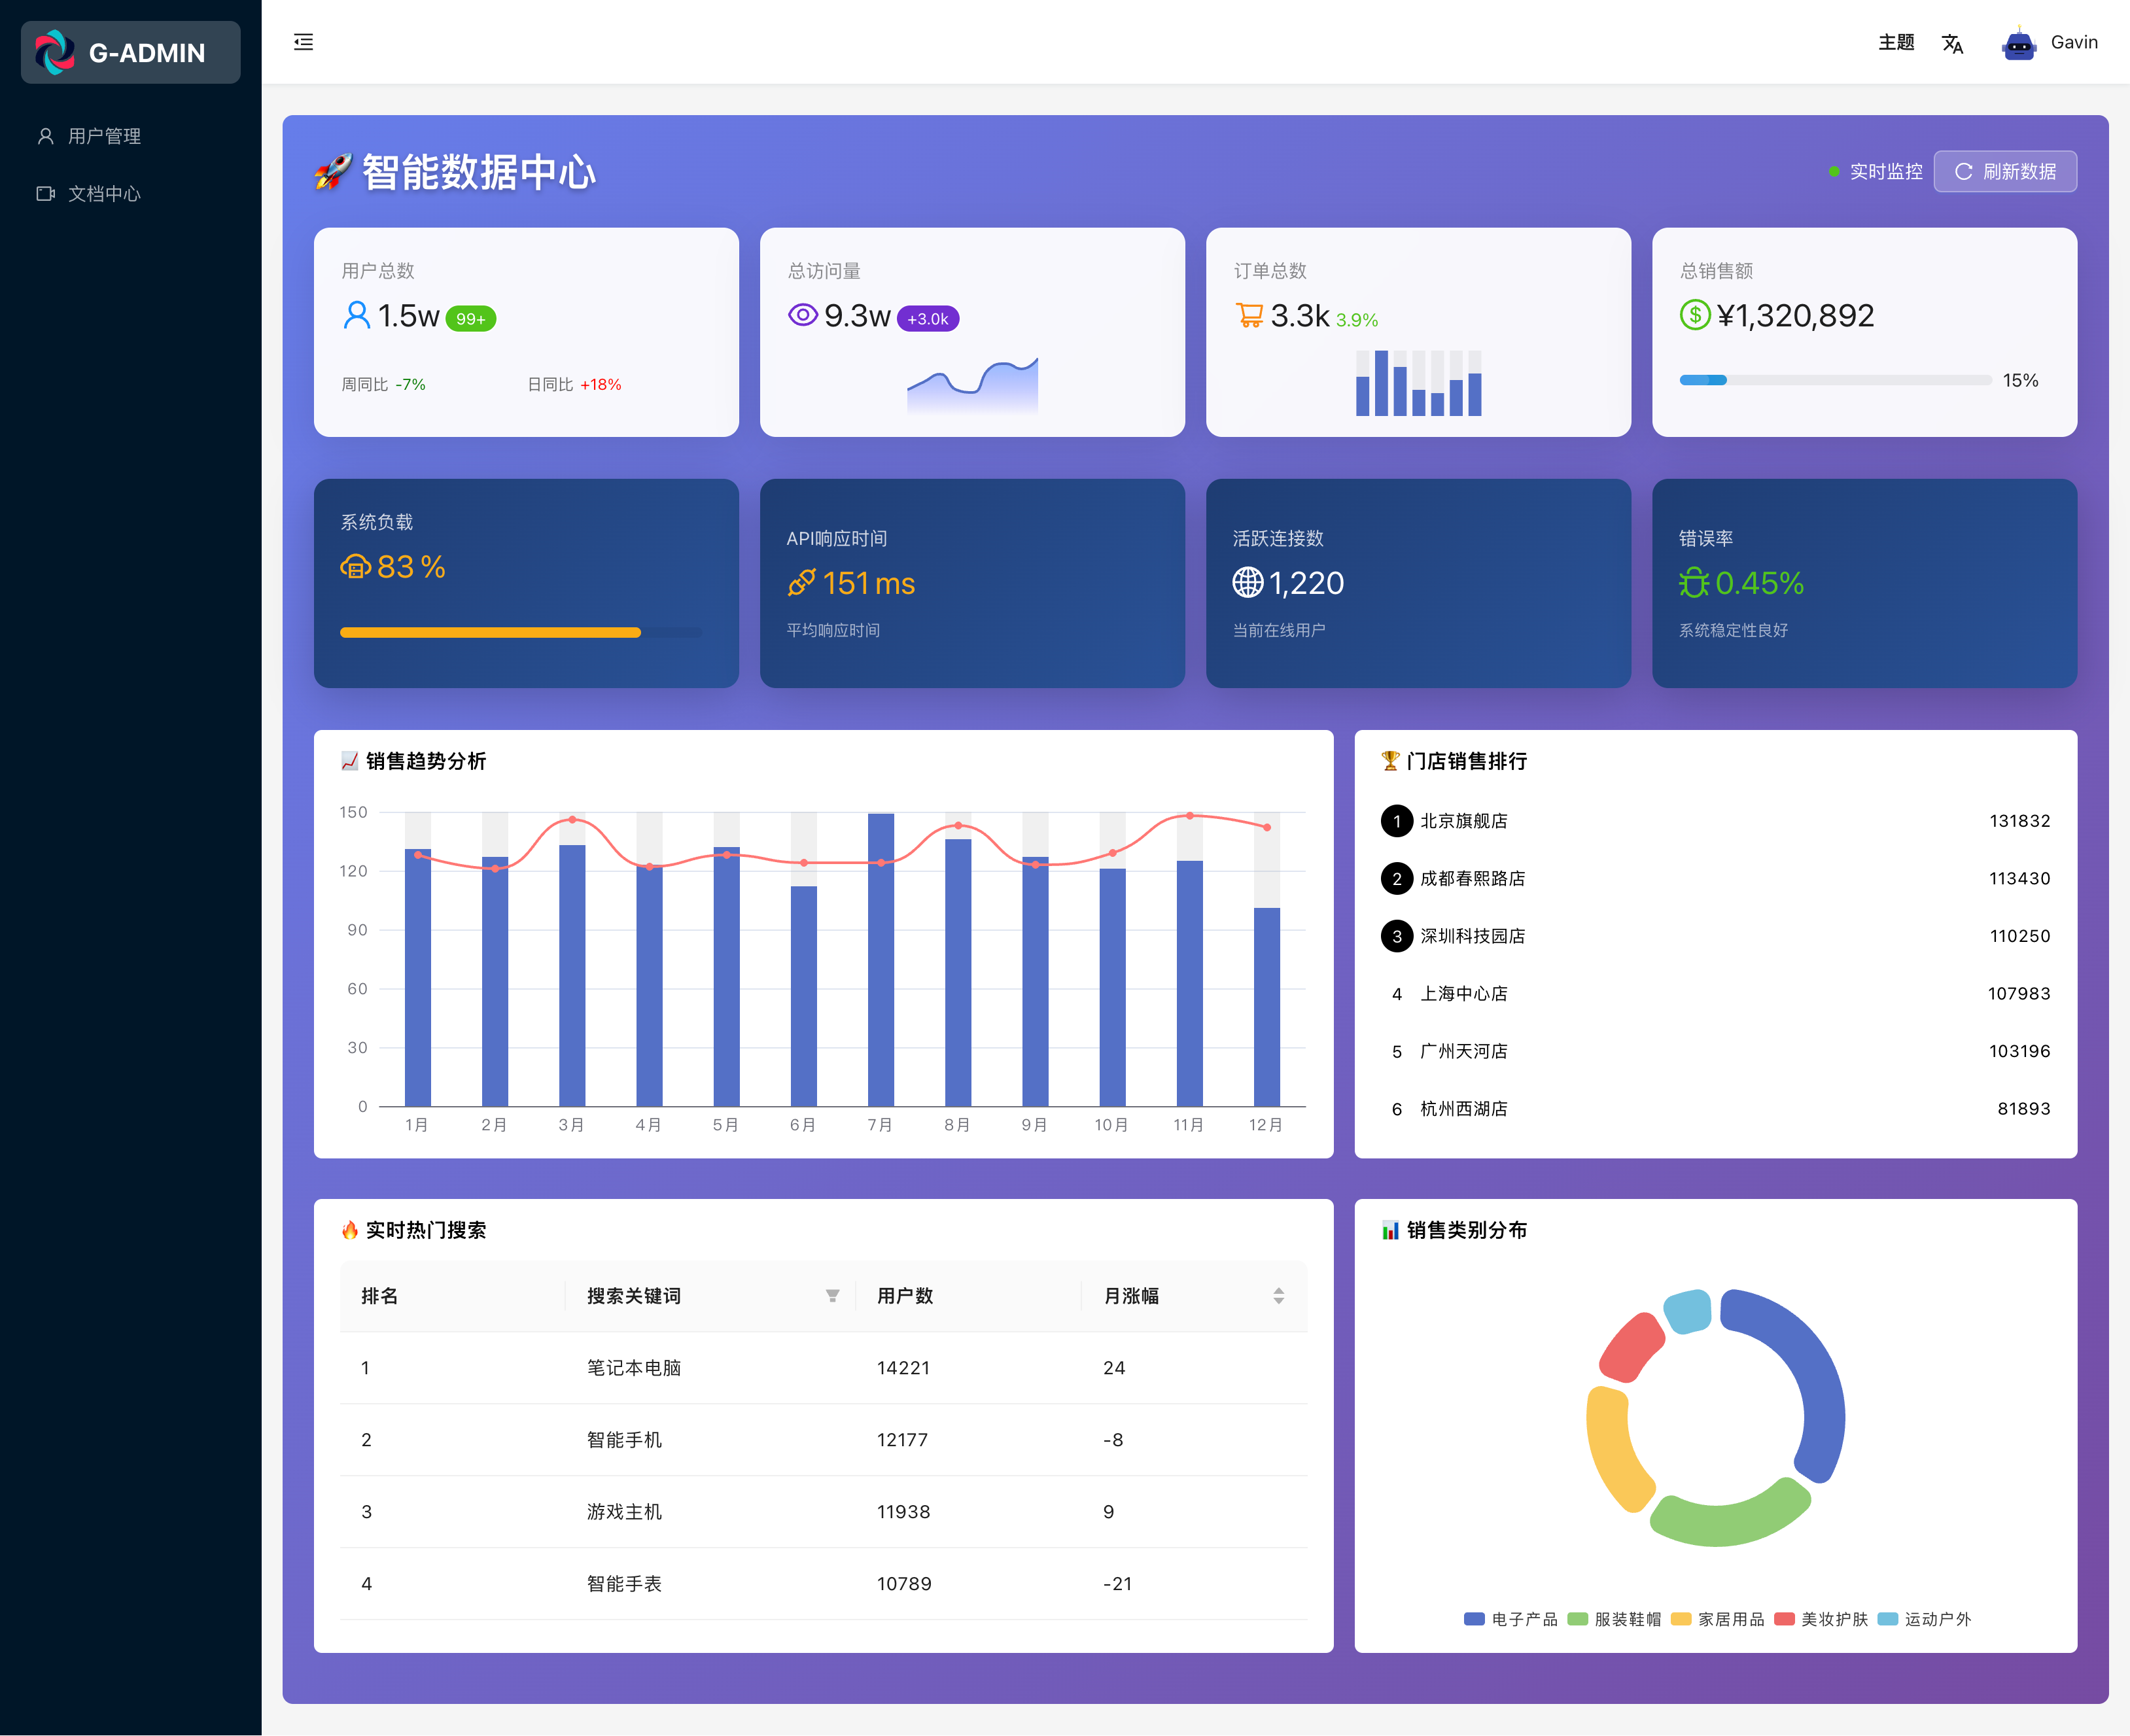 G-ADMIN
主题
Gavin
用户管理
文档中心
🚀 智能数据中心
实时监控
刷新数据
用户总数
1.5w 99+
周同比 -7% 日同比 +18%
总访问量
9.3w +3.0k
订单总数
3.3k 3.9%
总销售额
¥1,320,892
15%
系统负载
83 %
API响应时间
151 ms
平均响应时间
活跃连接数
1,220
当前在线用户
错误率
0.45%
系统稳定性良好
📈 销售趋势分析
150
120
90
60
30
0
1月 2月 3月 4月 5月 6月 7月 8月 9月 10月 11月 12月
🏆 门店销售排行
1 北京旗舰店 131832
2 成都春熙路店 113430
3 深圳科技园店 110250
4 上海中心店 107983
5 广州天河店 103196
6 杭州西湖店 81893
🔥 实时热门搜索
排名 搜索关键词 用户数 月涨幅
1 笔记本电脑 14221 24
2 智能手机 12177 -8
3 游戏主机 11938 9
4 智能手表 10789 -21
📊 销售类别分布
电子产品 服装鞋帽 家居用品 美妆护肤 运动户外